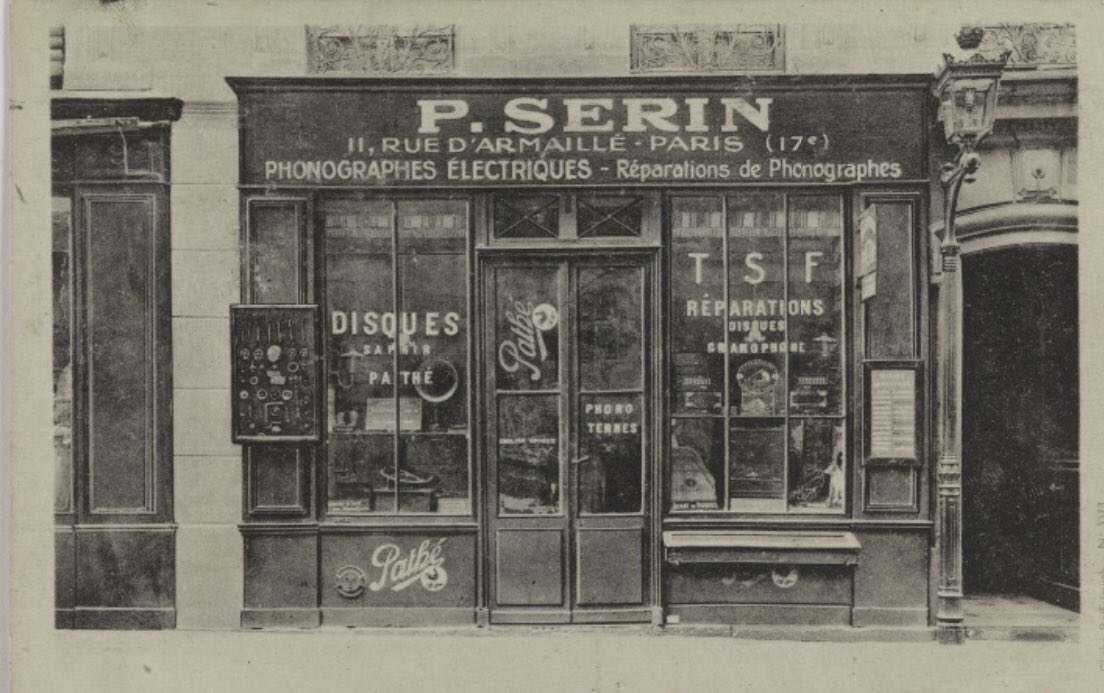 P. SERIN
11, RUE D'ARMAILLÉ - PARIS (17e)
PHONOGRAPHES ÉLECTRIQUES - Réparations de Phonographes
DISQUES
SAPHIR
PATHÉ
Pathé
PHONO
TERNES
T S F
RÉPARATIONS
DISQUES
GRAMOPHONE
Pathé